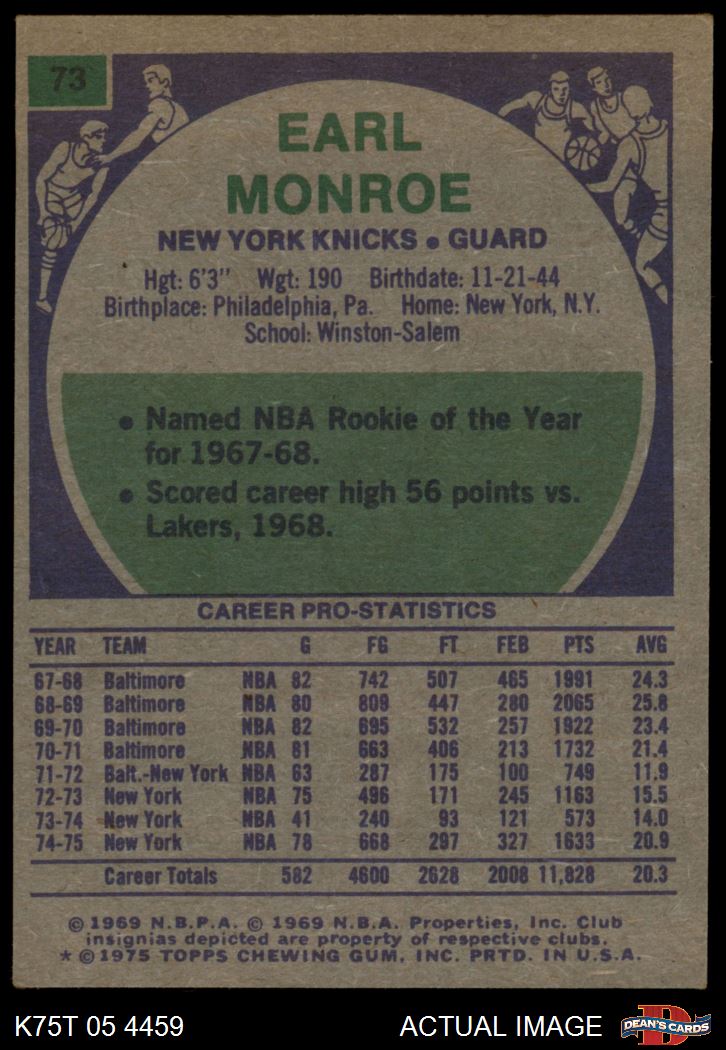 73
EARL
MONROE
NEW YORK KNICKS • GUARD
Hgt: 6'3" Wgt: 190 Birthdate: 11-21-44
Birthplace: Philadelphia, Pa. Home: New York, N.Y.
School: Winston-Salem
• Named NBA Rookie of the Year
for 1967-68.
• Scored career high 56 points vs.
Lakers, 1968.
CAREER PRO-STATISTICS
YEAR TEAM G FG FT FEB PTS AVG
67-68 Baltimore NBA 82 742 507 465 1991 24.3
68-69 Baltimore NBA 80 809 447 280 2065 25.8
69-70 Baltimore NBA 82 695 532 257 1922 23.4
70-71 Baltimore NBA 81 663 406 213 1732 21.4
71-72 Balt.-New York NBA 63 287 175 100 749 11.9
72-73 New York NBA 75 496 171 245 1163 15.5
73-74 New York NBA 41 240 93 121 573 14.0
74-75 New York NBA 78 668 297 327 1633 20.9
Career Totals 582 4600 2628 2008 11,828 20.3
© 1969 N.B.P.A. © 1969 N.B.A. Properties, Inc. Club
insignias depicted are property of respective clubs.
* © 1975 TOPPS CHEWING GUM, INC. PRTD. IN U.S.A.
K75T 05 4459 ACTUAL IMAGE D DEAN'S CARDS